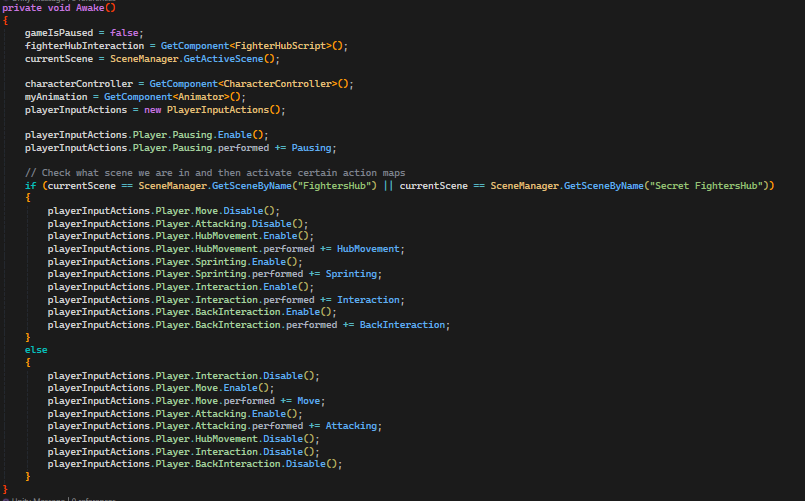 private void Awake()
{
gameIsPaused = false;
fighterHubInteraction = GetComponent<FighterHubScript>();
currentScene = SceneManager.GetActiveScene();
characterController = GetComponent<CharacterController>();
myAnimation = GetComponent<Animator>();
playerInputActions = new PlayerInputActions();
playerInputActions.Player.Pausing.Enable();
playerInputActions.Player.Pausing.performed += Pausing;
// Check what scene we are in and then activate certain action maps
if (currentScene == SceneManager.GetSceneByName("FightersHub") || currentScene == SceneManager.GetSceneByName("Secret FightersHub"))
{
playerInputActions.Player.Move.Disable();
playerInputActions.Player.Attacking.Disable();
playerInputActions.Player.HubMovement.Enable();
playerInputActions.Player.HubMovement.performed += HubMovement;
playerInputActions.Player.Sprinting.Enable();
playerInputActions.Player.Sprinting.performed += Sprinting;
playerInputActions.Player.Interaction.Enable();
playerInputActions.Player.Interaction.performed += Interaction;
playerInputActions.Player.BackInteraction.Enable();
playerInputActions.Player.BackInteraction.performed += BackInteraction;
}
else
{
playerInputActions.Player.Interaction.Disable();
playerInputActions.Player.Move.Enable();
playerInputActions.Player.Move.performed += Move;
playerInputActions.Player.Attacking.Enable();
playerInputActions.Player.Attacking.performed += Attacking;
playerInputActions.Player.HubMovement.Disable();
playerInputActions.Player.Interaction.Disable();
playerInputActions.Player.BackInteraction.Disable();
}
}